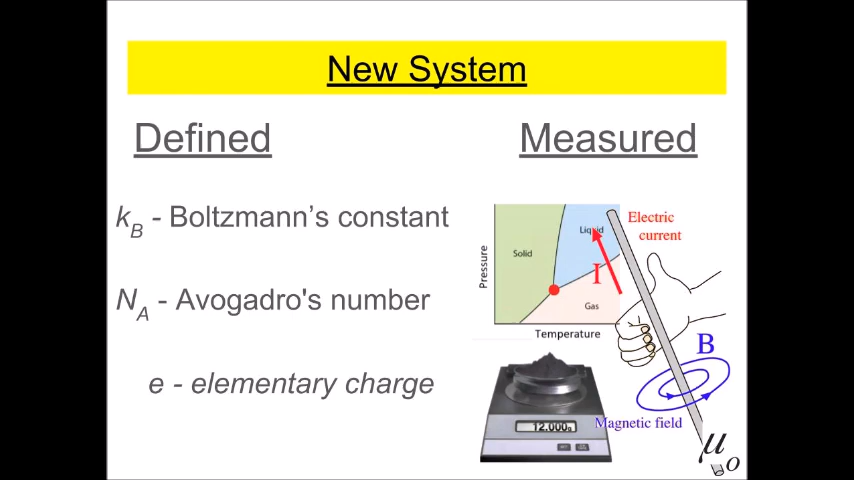 New System
Defined
Measured
kB - Boltzmann's constant
NA - Avogadro's number
e - elementary charge
Pressure
Solid
Liquid
Gas
Temperature
Electric
current
I
B
Magnetic field
12.000g
μo